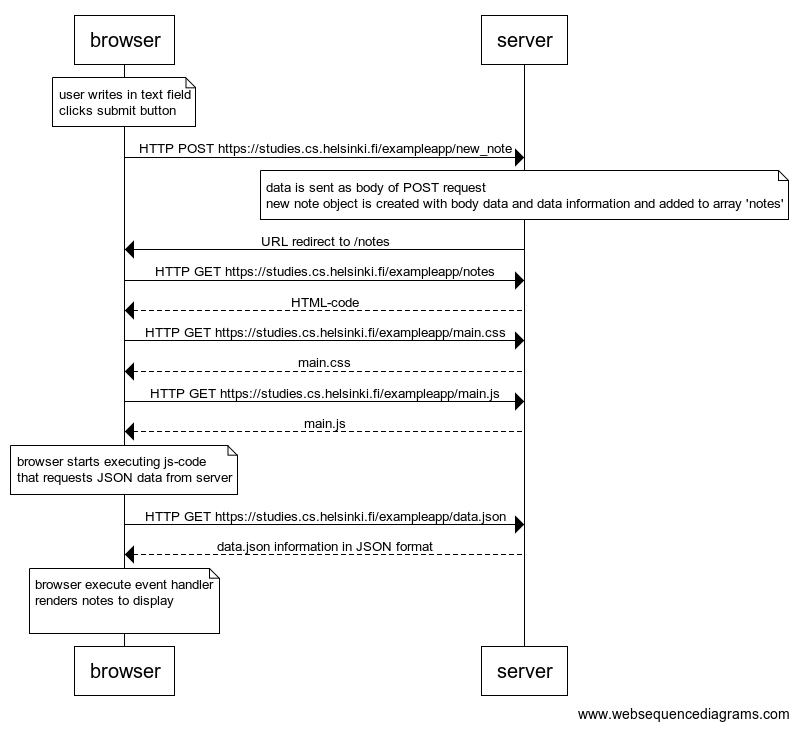 browser
server
user writes in text field
clicks submit button
HTTP POST https://studies.cs.helsinki.fi/exampleapp/new_note
data is sent as body of POST request
new note object is created with body data and data information and added to array 'notes'
URL redirect to /notes
HTTP GET https://studies.cs.helsinki.fi/exampleapp/notes
HTML-code
HTTP GET https://studies.cs.helsinki.fi/exampleapp/main.css
main.css
HTTP GET https://studies.cs.helsinki.fi/exampleapp/main.js
main.js
browser starts executing js-code
that requests JSON data from server
HTTP GET https://studies.cs.helsinki.fi/exampleapp/data.json
data.json information in JSON format
browser execute event handler
renders notes to display
browser
server
www.websequencediagrams.com